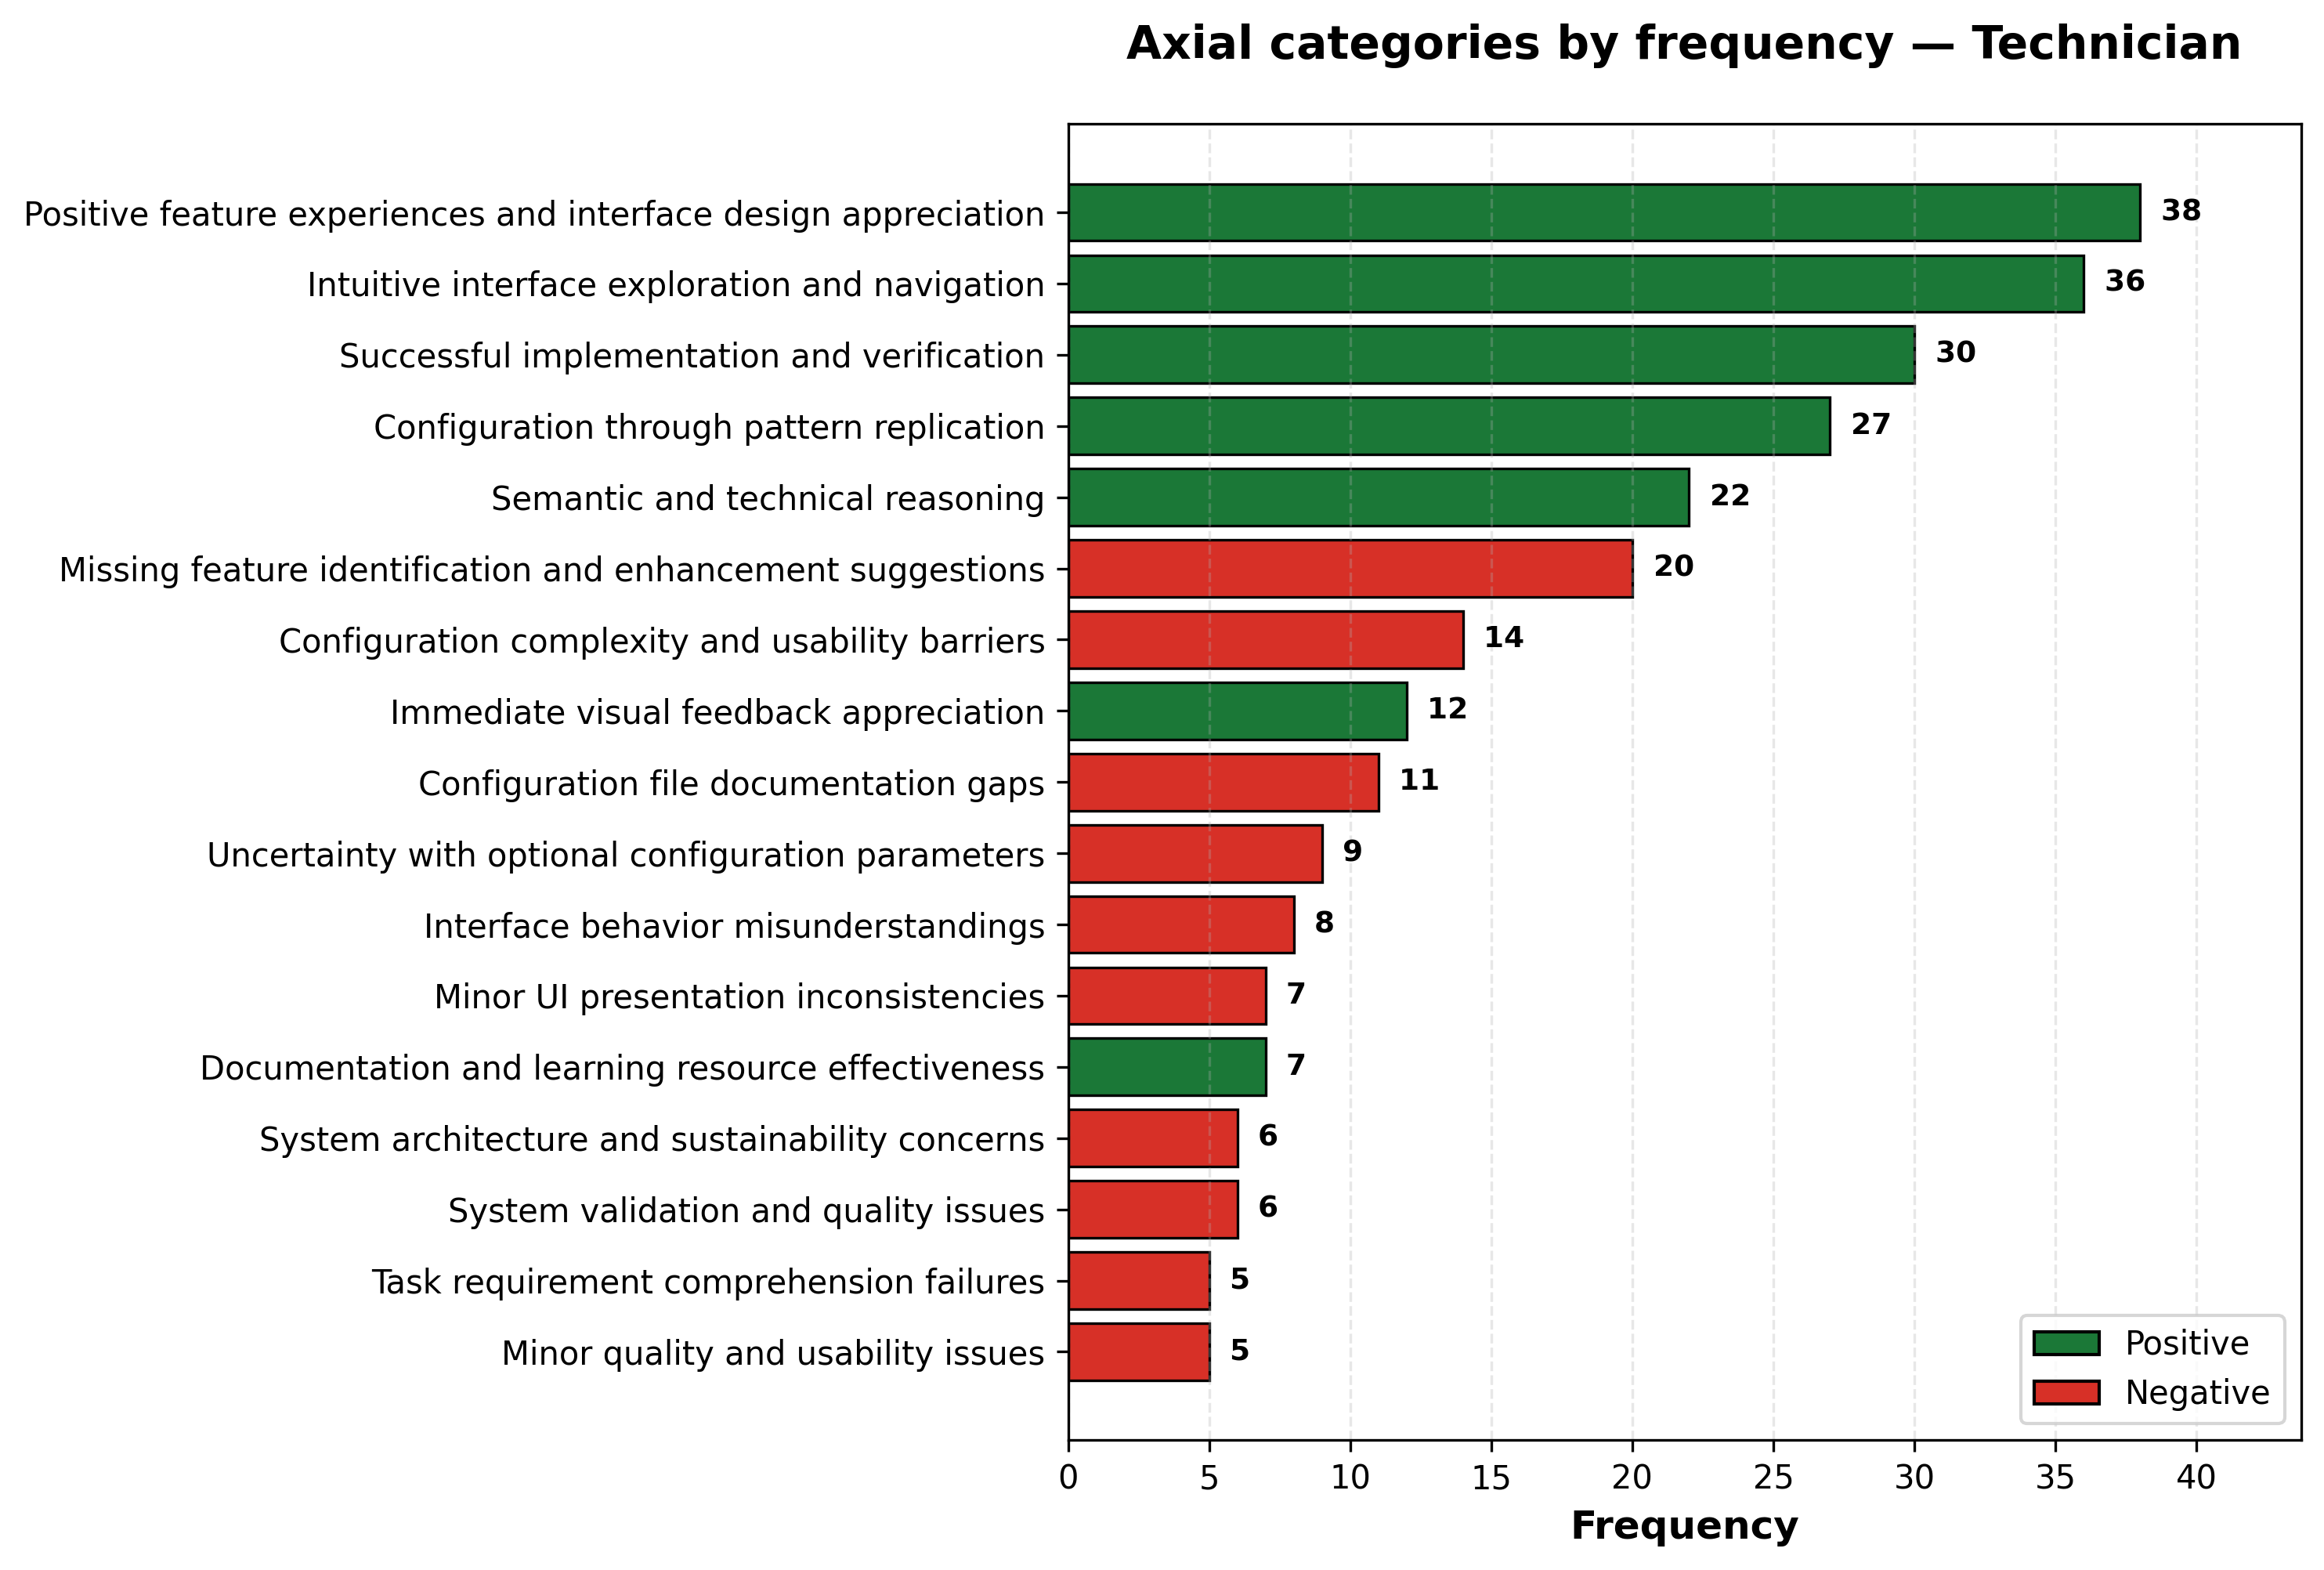 Axial categories by frequency — Technician
Positive feature experiences and interface design appreciation 38
Intuitive interface exploration and navigation 36
Successful implementation and verification 30
Configuration through pattern replication 27
Semantic and technical reasoning 22
Missing feature identification and enhancement suggestions 20
Configuration complexity and usability barriers 14
Immediate visual feedback appreciation 12
Configuration file documentation gaps 11
Uncertainty with optional configuration parameters 9
Interface behavior misunderstandings 8
Minor UI presentation inconsistencies 7
Documentation and learning resource effectiveness 7
System architecture and sustainability concerns 6
System validation and quality issues 6
Task requirement comprehension failures 5
Minor quality and usability issues 5
Positive
Negative
0 5 10 15 20 25 30 35 40
Frequency